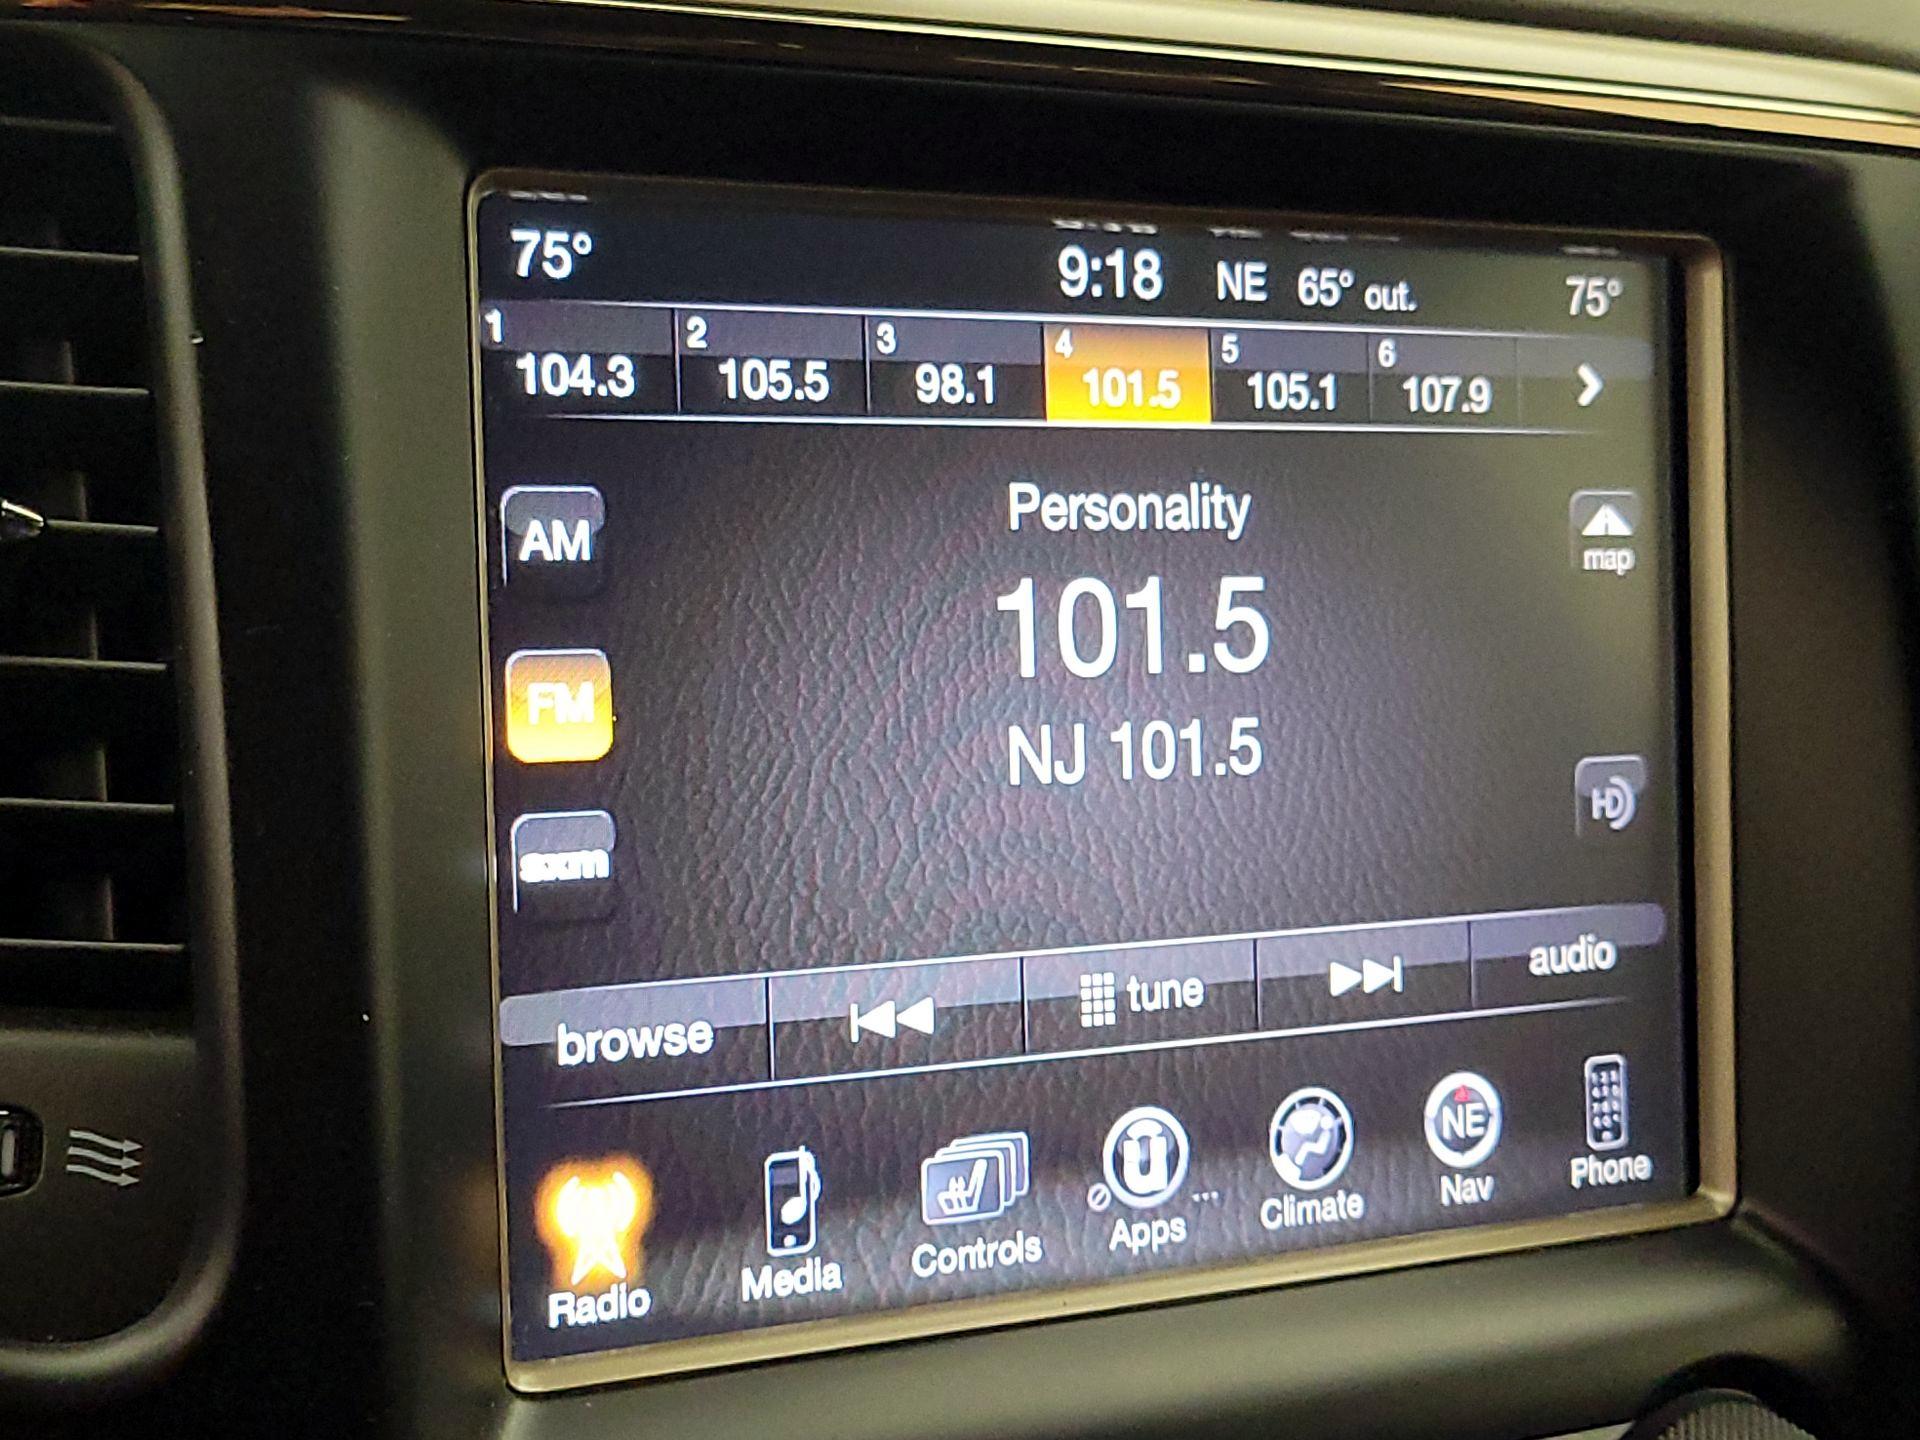 75° 9:18 NE 65° out. 75°
1 2 3 4 5 6
104.3 105.5 98.1 101.5 105.1 107.9
AM
Personality
map
101.5
FM
NJ 101.5
HD
sxm
browse tune audio
NE
Radio Media Controls Apps ... Climate Nav Phone